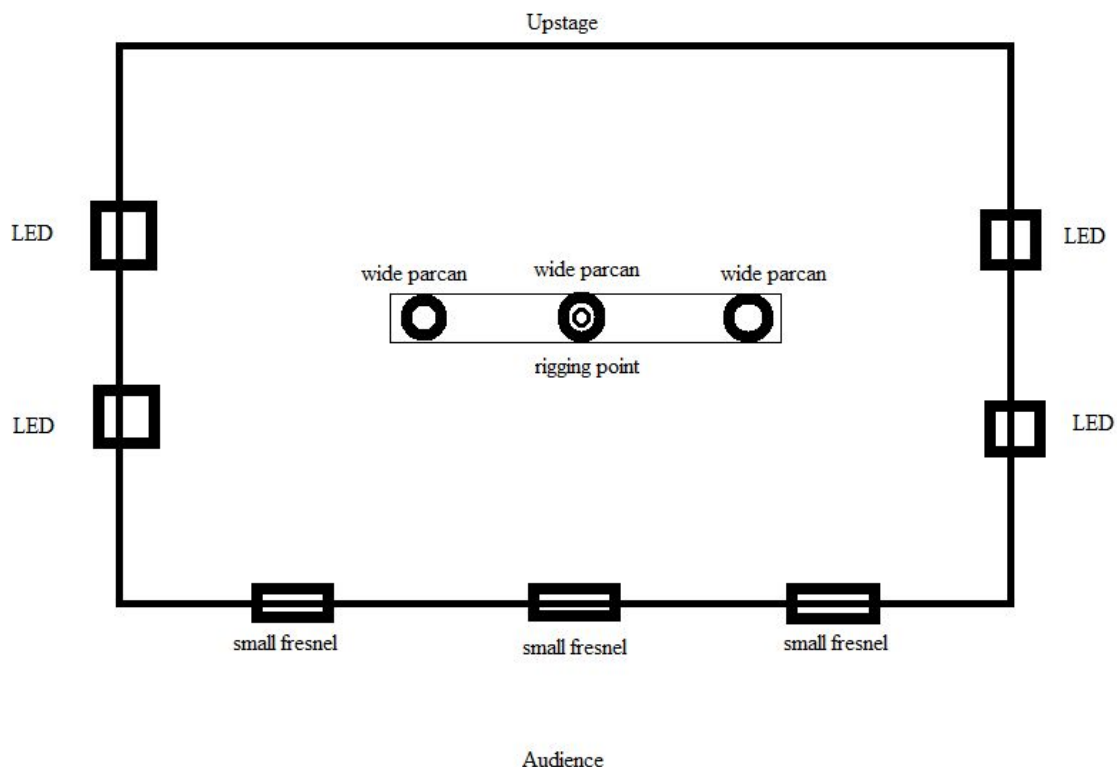 Upstage
LED
LED
wide parcan
wide parcan
wide parcan
rigging point
LED
LED
small fresnel
small fresnel
small fresnel
Audience